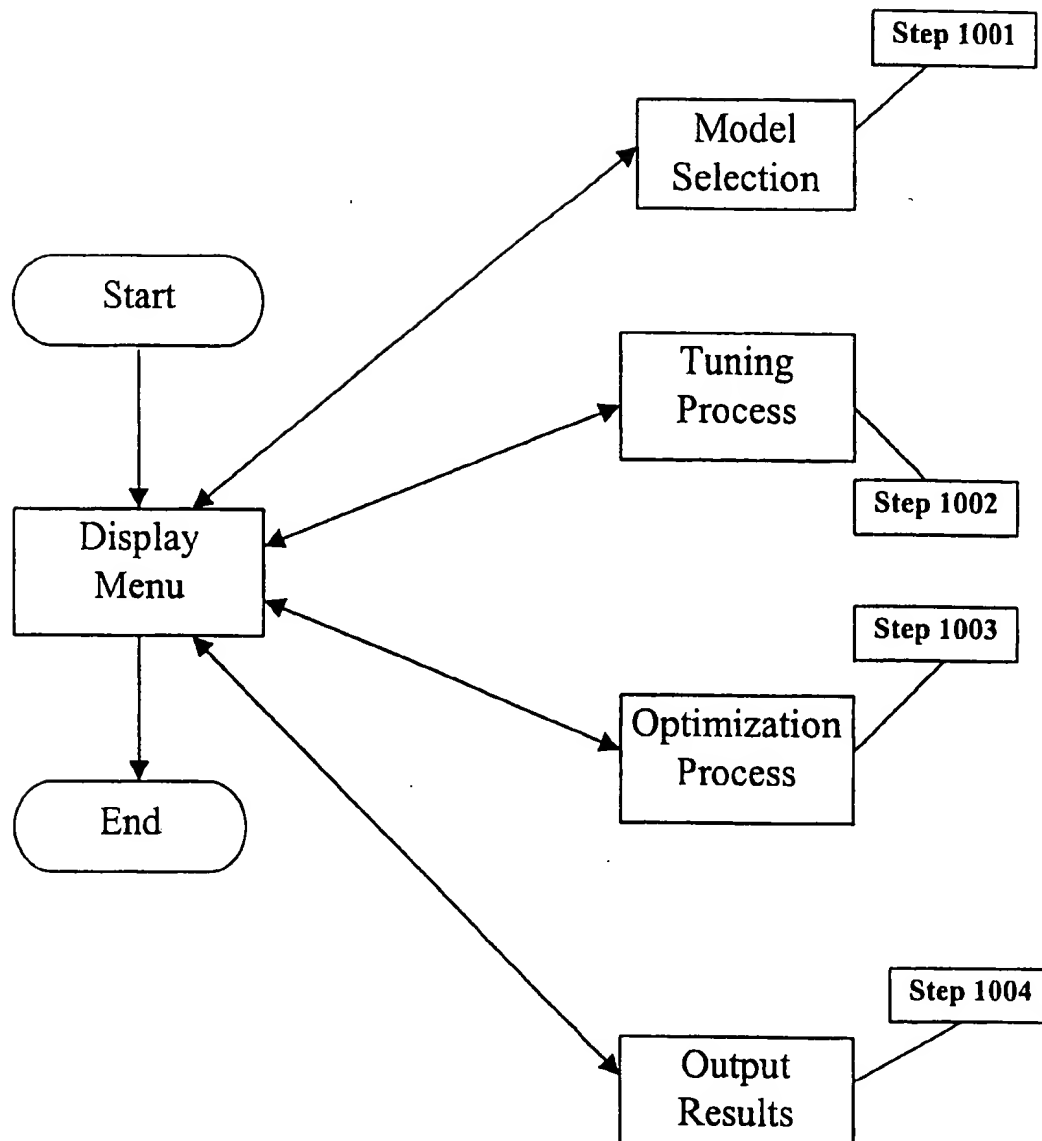 Step 1001
Model
Selection
Start
Tuning
Process
Step 1002
Display
Menu
Step 1003
Optimization
Process
End
Step 1004
Output
Results